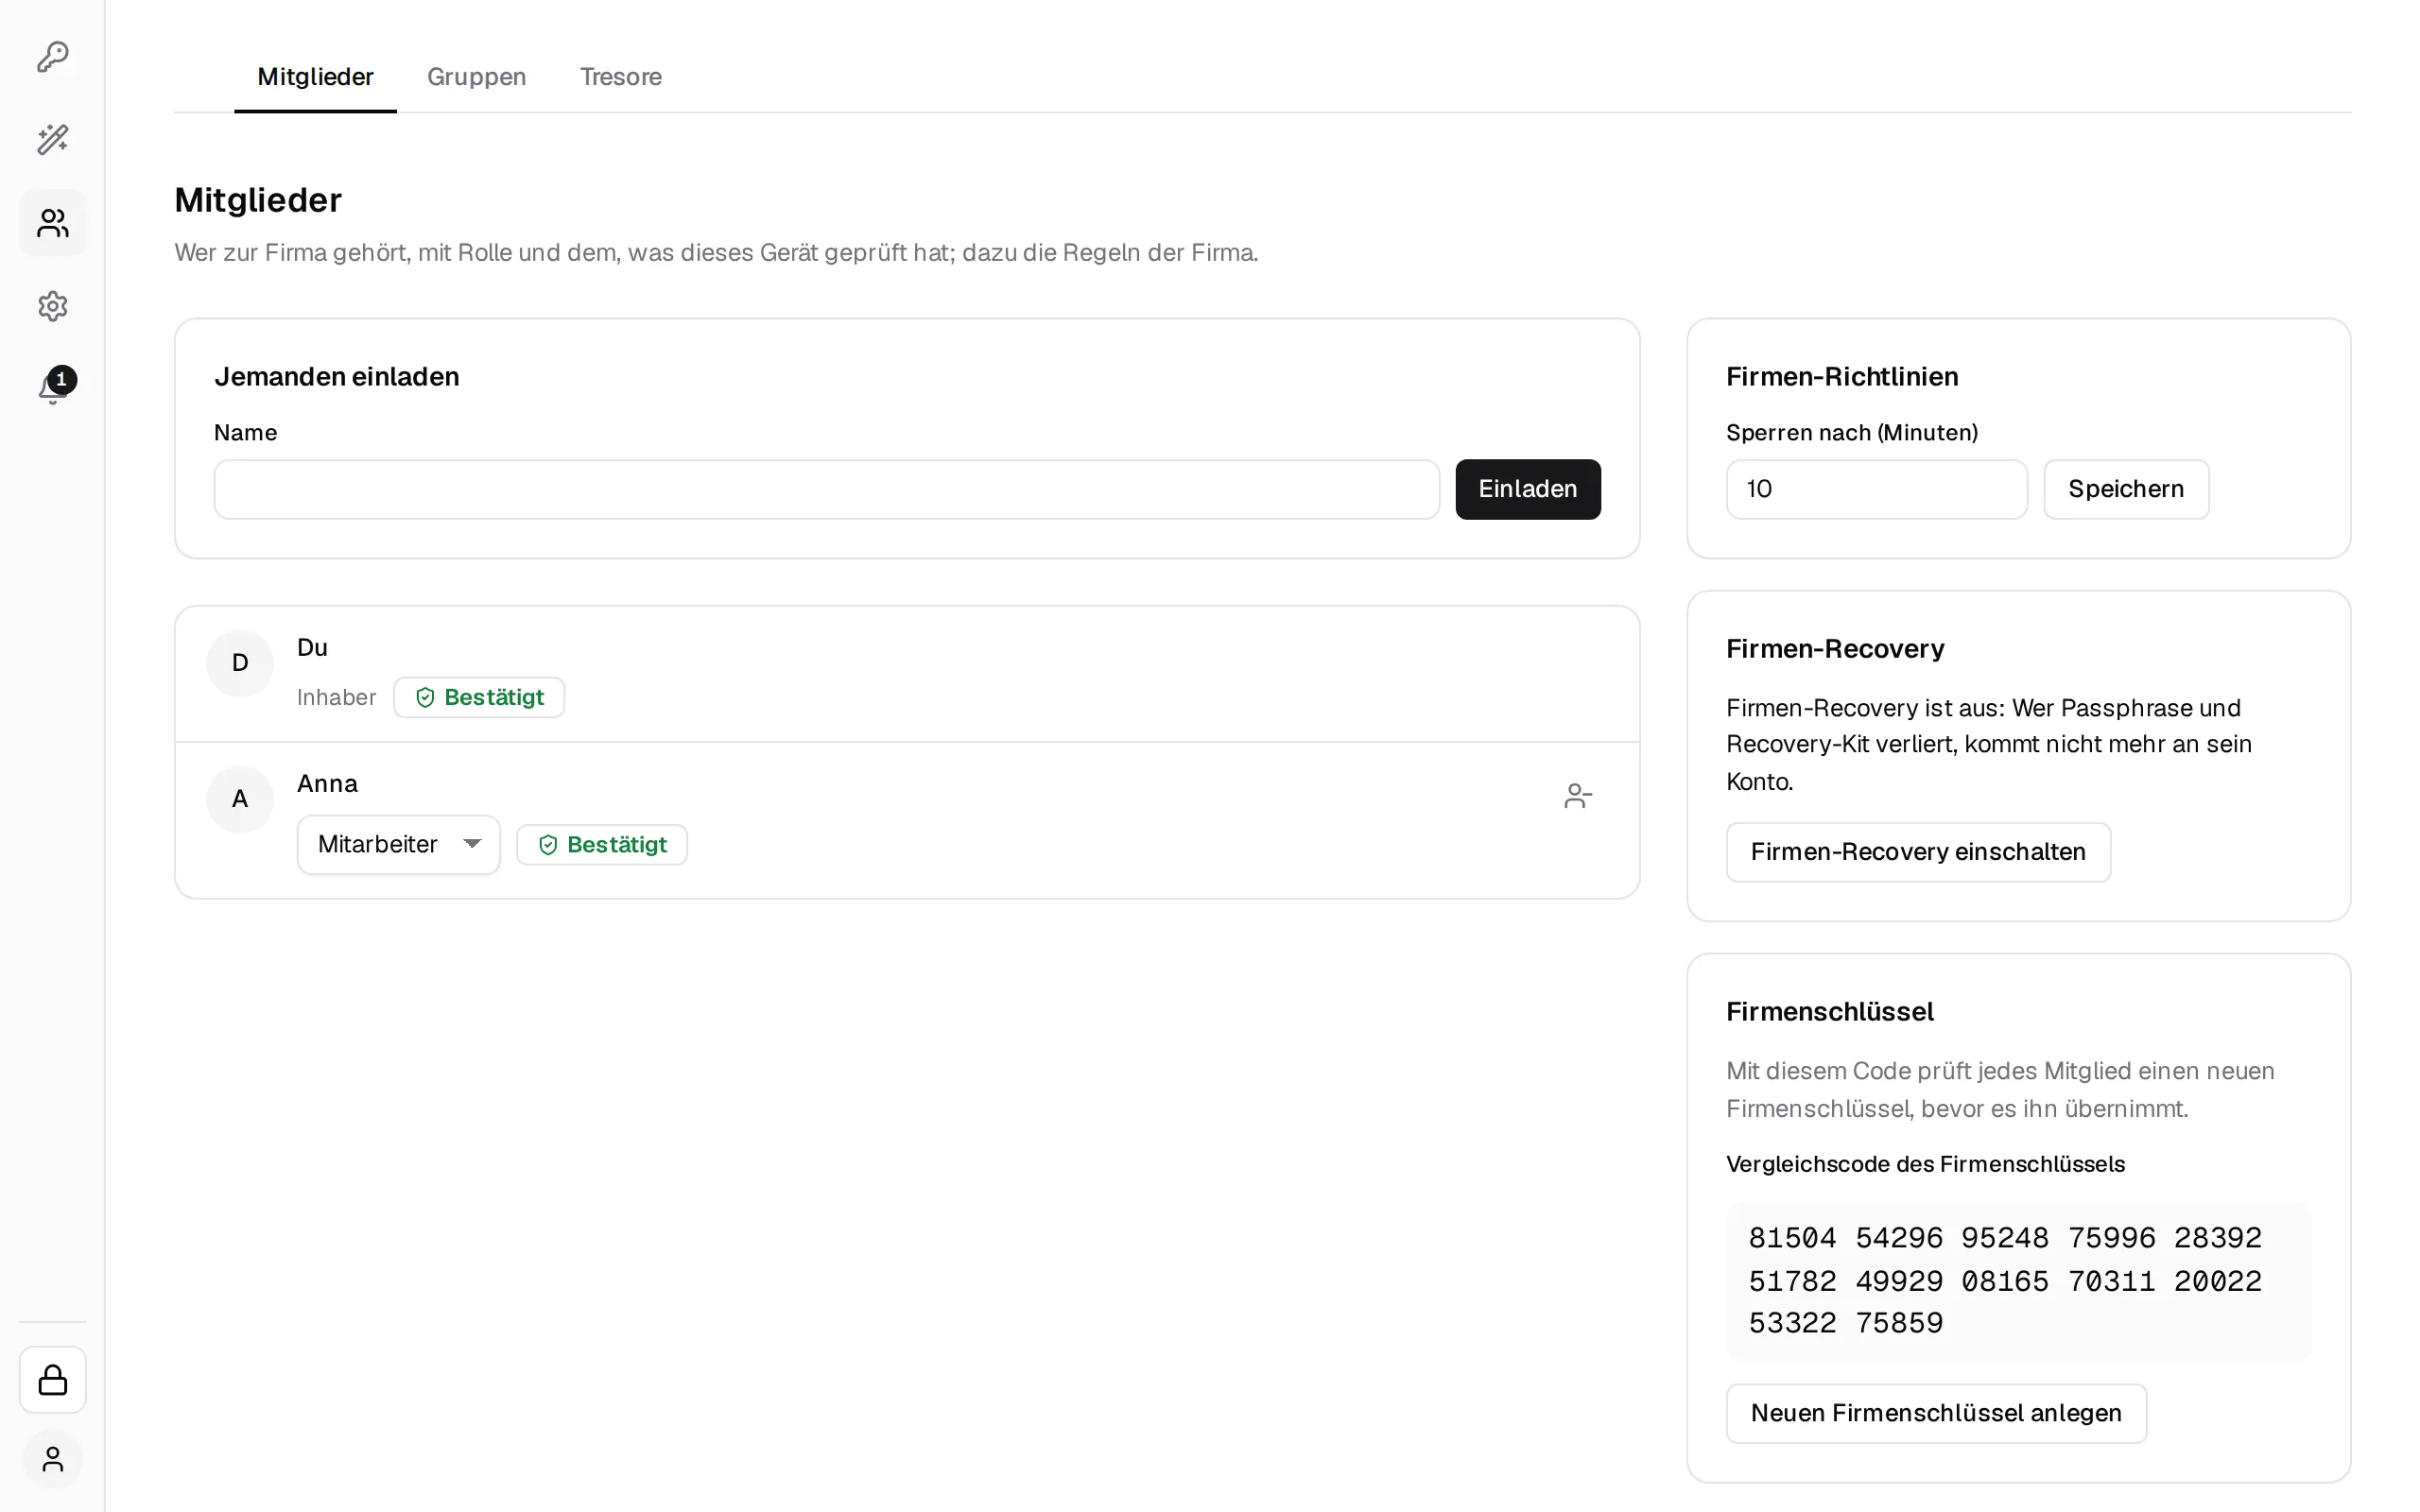 1
Mitglieder
Gruppen
Tresore
Mitglieder
Wer zur Firma gehört, mit Rolle und dem, was dieses Gerät geprüft hat; dazu die Regeln der Firma.
Jemanden einladen
Name
Einladen
D
Du
Inhaber
Bestätigt
A
Anna
Mitarbeiter
Bestätigt
Firmen-Richtlinien
Sperren nach (Minuten)
10
Speichern
Firmen-Recovery
Firmen-Recovery ist aus: Wer Passphrase und
Recovery-Kit verliert, kommt nicht mehr an sein
Konto.
Firmen-Recovery einschalten
Firmenschlüssel
Mit diesem Code prüft jedes Mitglied einen neuen
Firmenschlüssel, bevor es ihn übernimmt.
Vergleichscode des Firmenschlüssels
81504 54296 95248 75996 28392
51782 49929 08165 70311 20022
53322 75859
Neuen Firmenschlüssel anlegen